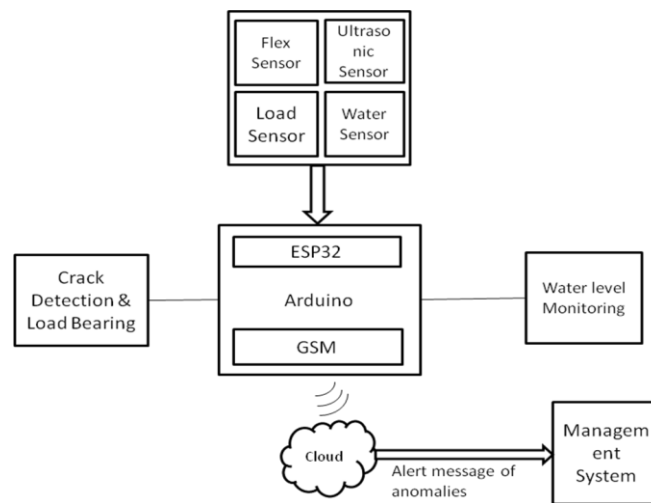 Flex
Sensor
Ultraso
nic
Sensor
Load
Sensor
Water
Sensor
ESP32
Arduino
GSM
Crack
Detection &
Load Bearing
Water level
Monitoring
Cloud
Alert message of
anomalies
Managem
ent
System